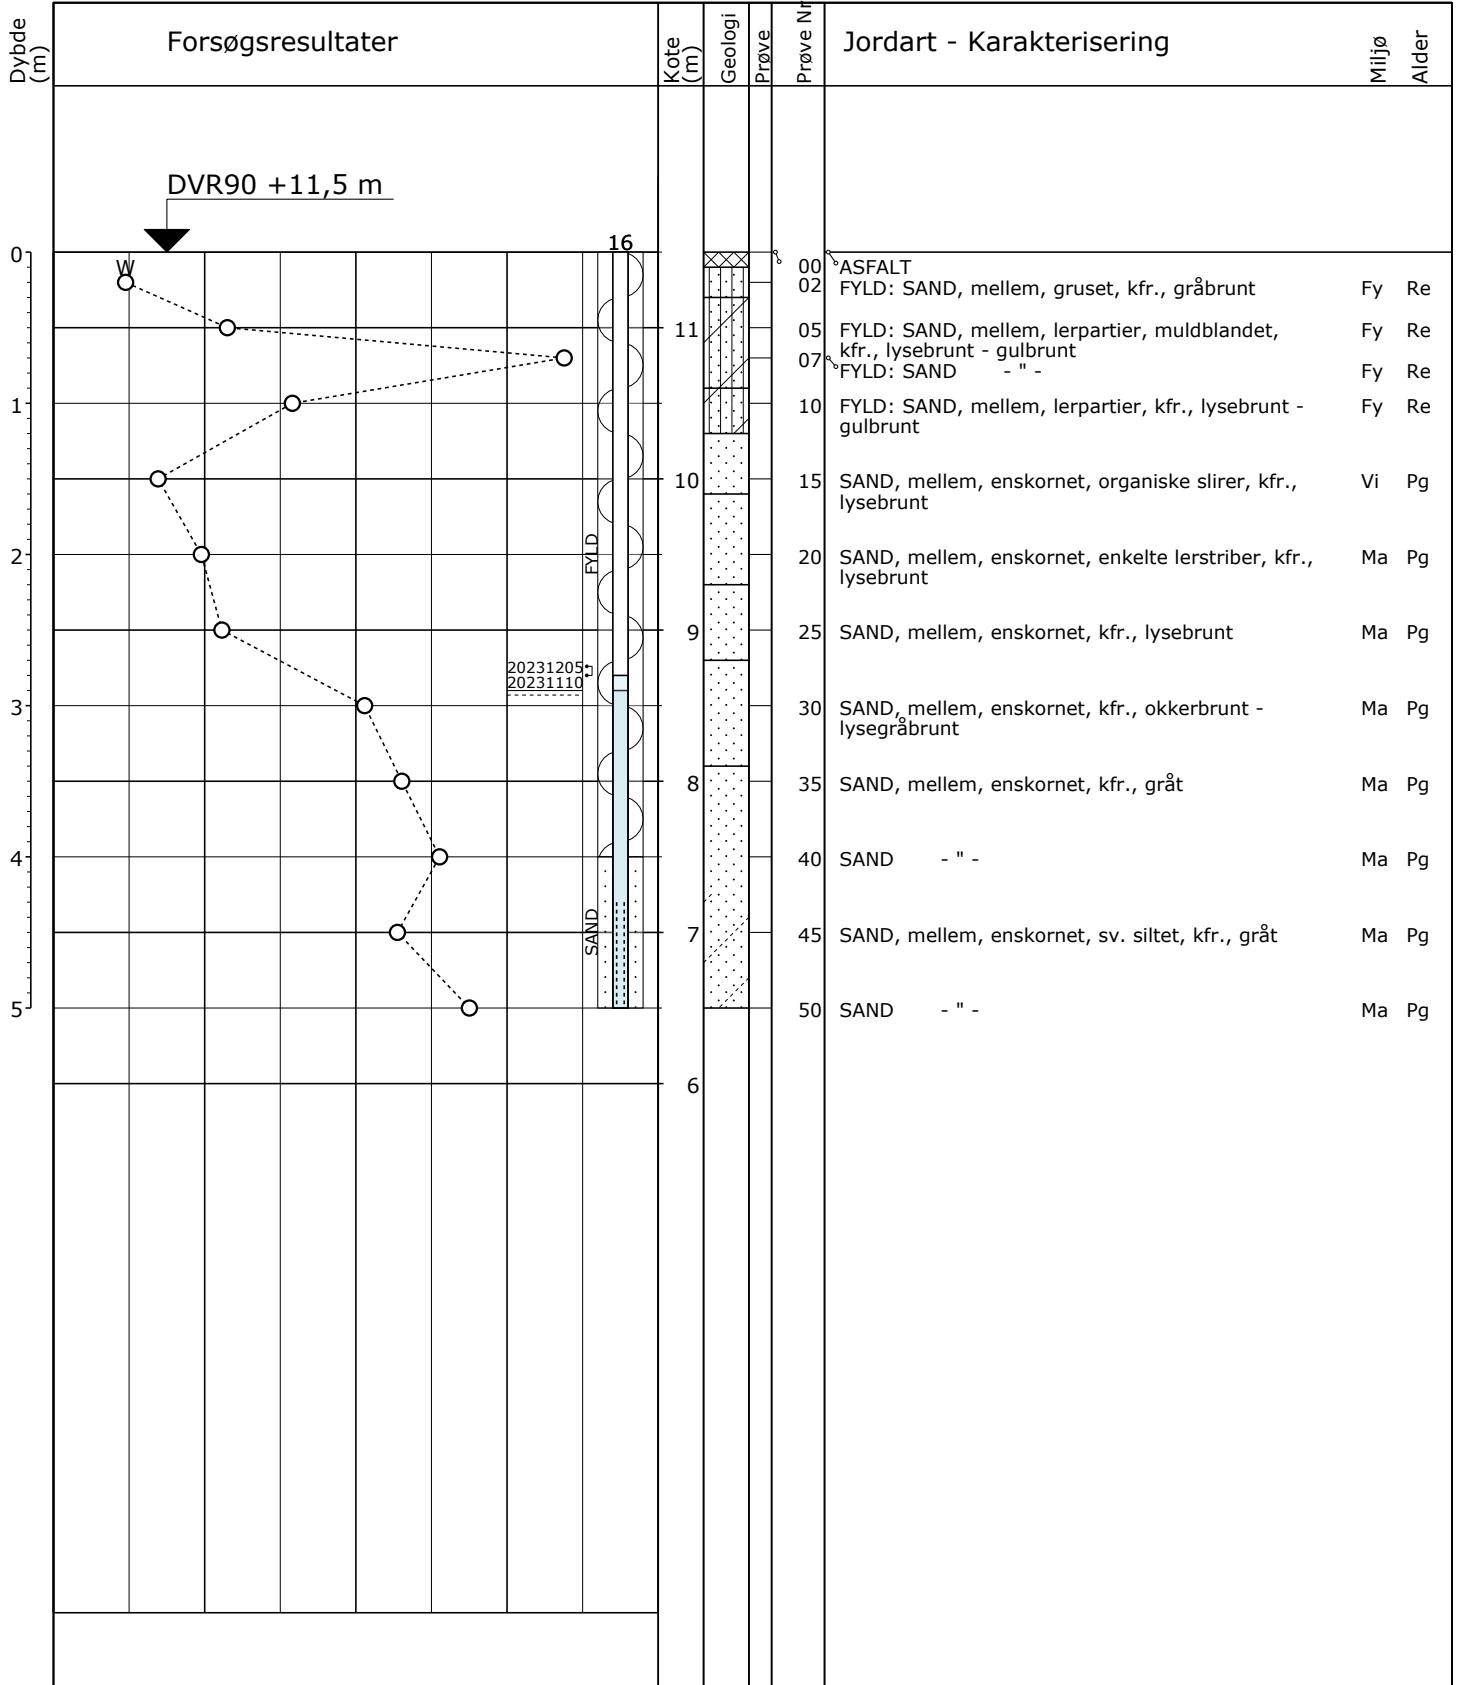 Dybde
(m)
Forsøgsresultater
Kote
(m)
Geologi
Prøve
Prøve Nr
Jordart - Karakterisering
Miljø
Alder
DVR90 +11,5 m
16
0
W
00 ASFALT
02 FYLD: SAND, mellem, gruset, kfr., gråbrunt Fy Re
11 05 FYLD: SAND, mellem, lerpartier, muldblandet, Fy Re
kfr., lysebrunt - gulbrunt
07 FYLD: SAND - " - Fy Re
1 10 FYLD: SAND, mellem, lerpartier, kfr., lysebrunt - Fy Re
gulbrunt
10 15 SAND, mellem, enskornet, organiske slirer, kfr., Vi Pg
lysebrunt
2 FYLD 20 SAND, mellem, enskornet, enkelte lerstriber, kfr., Ma Pg
lysebrunt
9 25 SAND, mellem, enskornet, kfr., lysebrunt Ma Pg
20231205
20231110
3 30 SAND, mellem, enskornet, kfr., okkerbrunt - Ma Pg
lysegråbrunt
8 35 SAND, mellem, enskornet, kfr., gråt Ma Pg
4 40 SAND - " - Ma Pg
SAND 7 45 SAND, mellem, enskornet, sv. siltet, kfr., gråt Ma Pg
5 50 SAND - " - Ma Pg
6